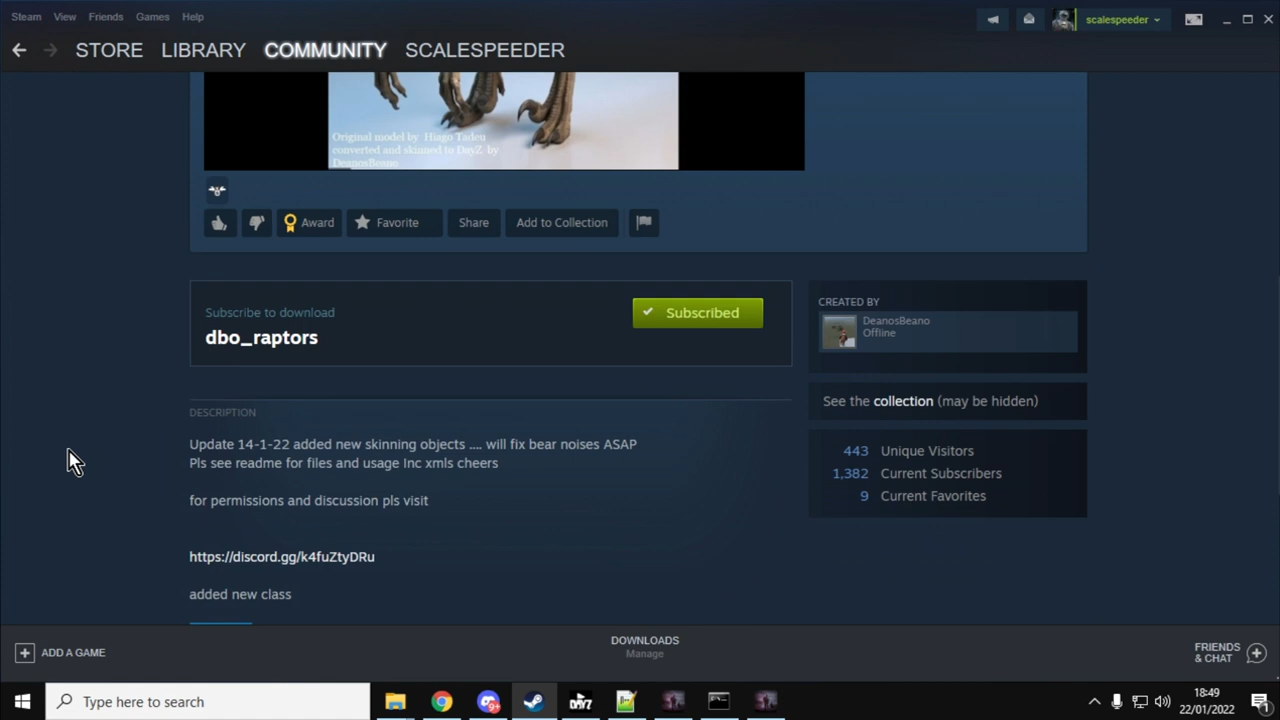 Steam View Friends Games Help
scalespeeder
STORE LIBRARY COMMUNITY SCALESPEEDER
Original model by Hiago Tadeu
converted and skinned to DayZ by
DeanosBeano
Award Favorite Share Add to Collection
Subscribe to download
dbo_raptors
Subscribed
CREATED BY
DeanosBeano
Offline
See the collection (may be hidden)
443 Unique Visitors
1,382 Current Subscribers
9 Current Favorites
DESCRIPTION
Update 14-1-22 added new skinning objects .... will fix bear noises ASAP
Pls see readme for files and usage Inc xmls cheers
for permissions and discussion pls visit
https://discord.gg/k4fuZtyDRu
added new class
ADD A GAME
DOWNLOADS
Manage
FRIENDS
& CHAT
Type here to search
DAYZ
18:49
22/01/2022
1